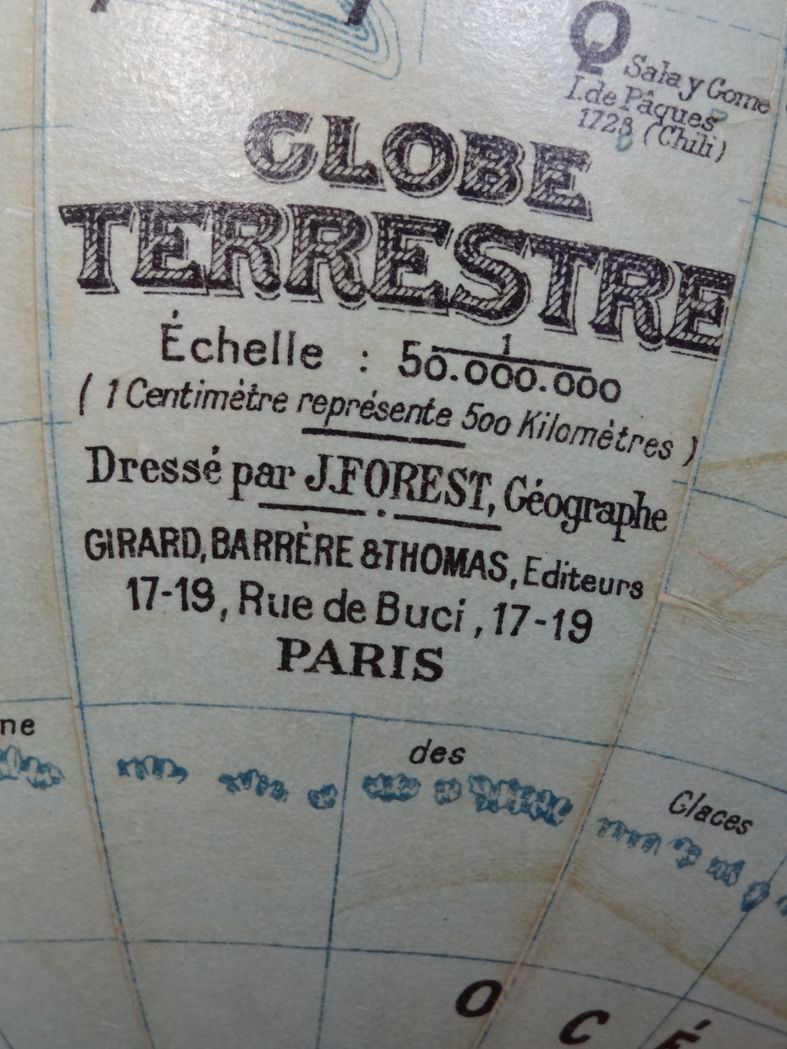 Q
Sala y Gome
I. de Pâques
1728 (Chili)
GLOBE
TERRESTRE
Échelle : 1
50.000.000
( 1 Centimètre représente 500 Kilomètres )
Dressé par J. FOREST, Géographe
GIRARD, BARRÈRE & THOMAS, Editeurs
17-19, Rue de Buci, 17-19
PARIS
ne
des
Glaces
O C É